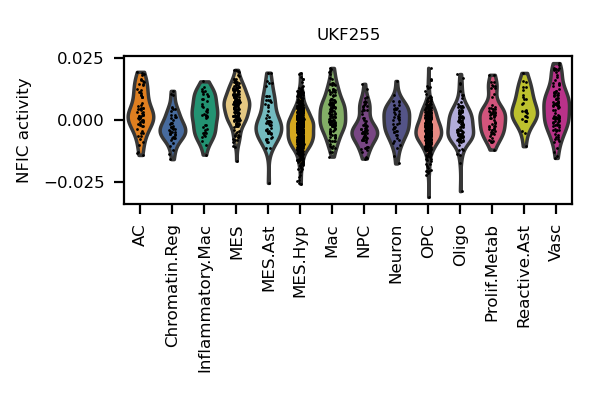 UKF255
NFIC activity
0.025
0.000
−0.025
AC
Chromatin.Reg
Inflammatory.Mac
MES
MES.Ast
MES.Hyp
Mac
NPC
Neuron
OPC
Oligo
Prolif.Metab
Reactive.Ast
Vasc